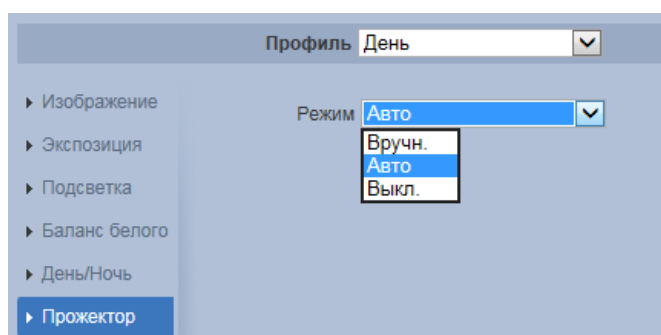 Профиль День
Изображение
Режим Авто
Вручн.
Экспозиция
Авто
Подсветка
Выкл.
Баланс белого
День/Ночь
Прожектор